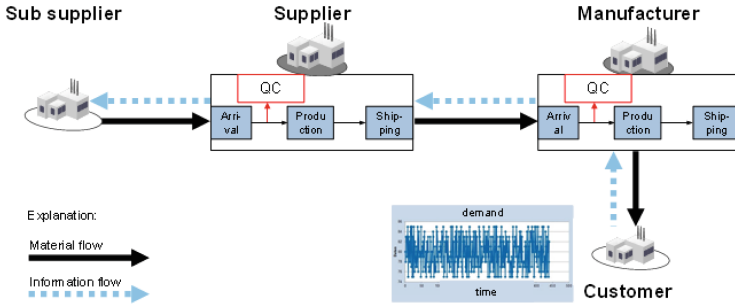 Sub supplier
Supplier
Manufacturer
QC
QC
Arri-
val
Produ
ction
Ship-
ping
Arriv
al
Produ
ction
Ship-
ping
Explanation:
Material flow
Information flow
demand
time
Customer